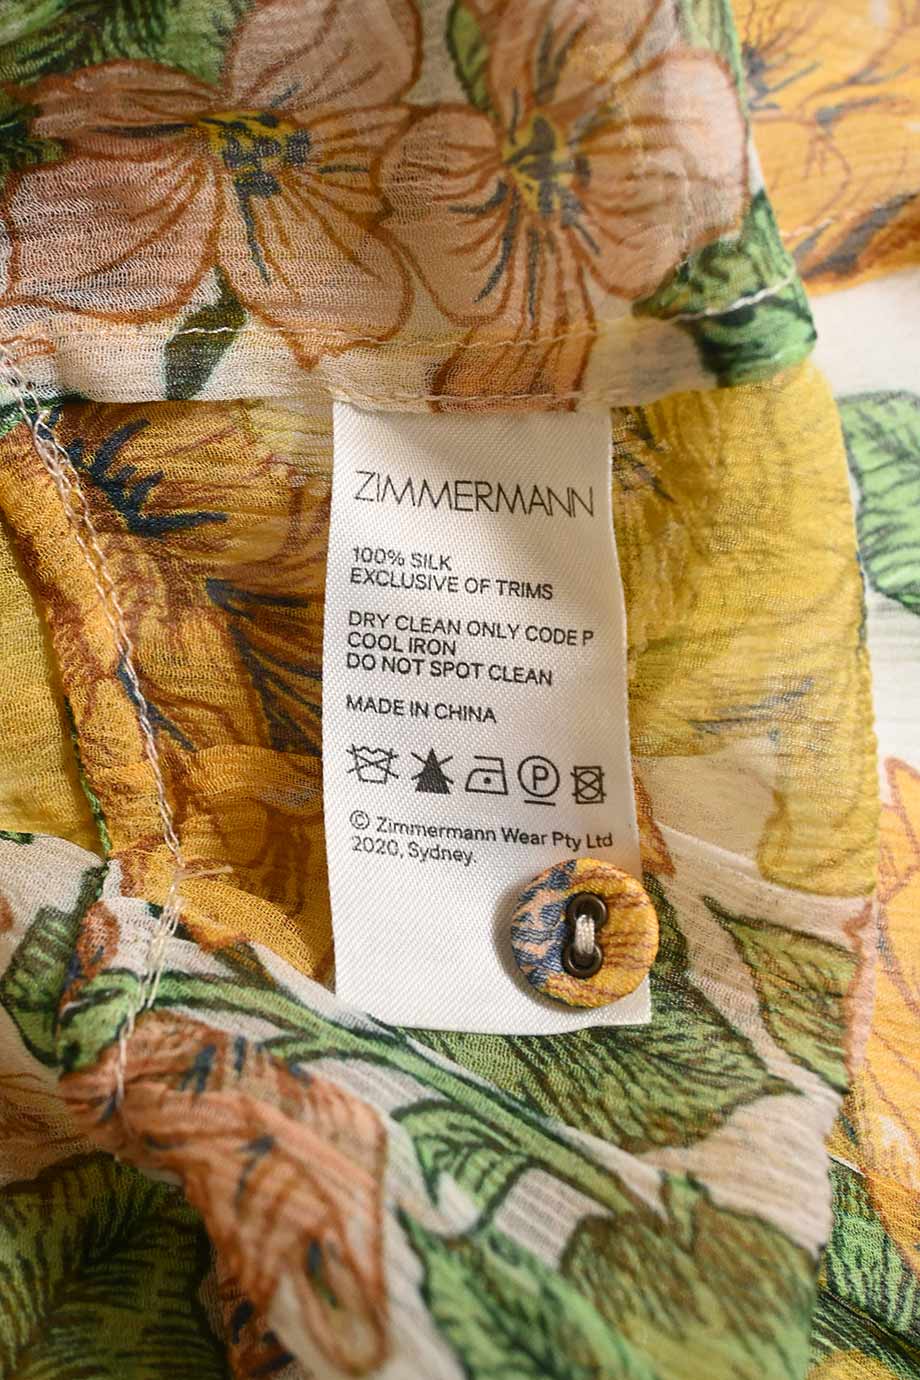 ZIMMERMANN
100% SILK
EXCLUSIVE OF TRIMS
DRY CLEAN ONLY CODE P
COOL IRON
DO NOT SPOT CLEAN
MADE IN CHINA
P
© Zimmermann Wear Pty Ltd
2020, Sydney.